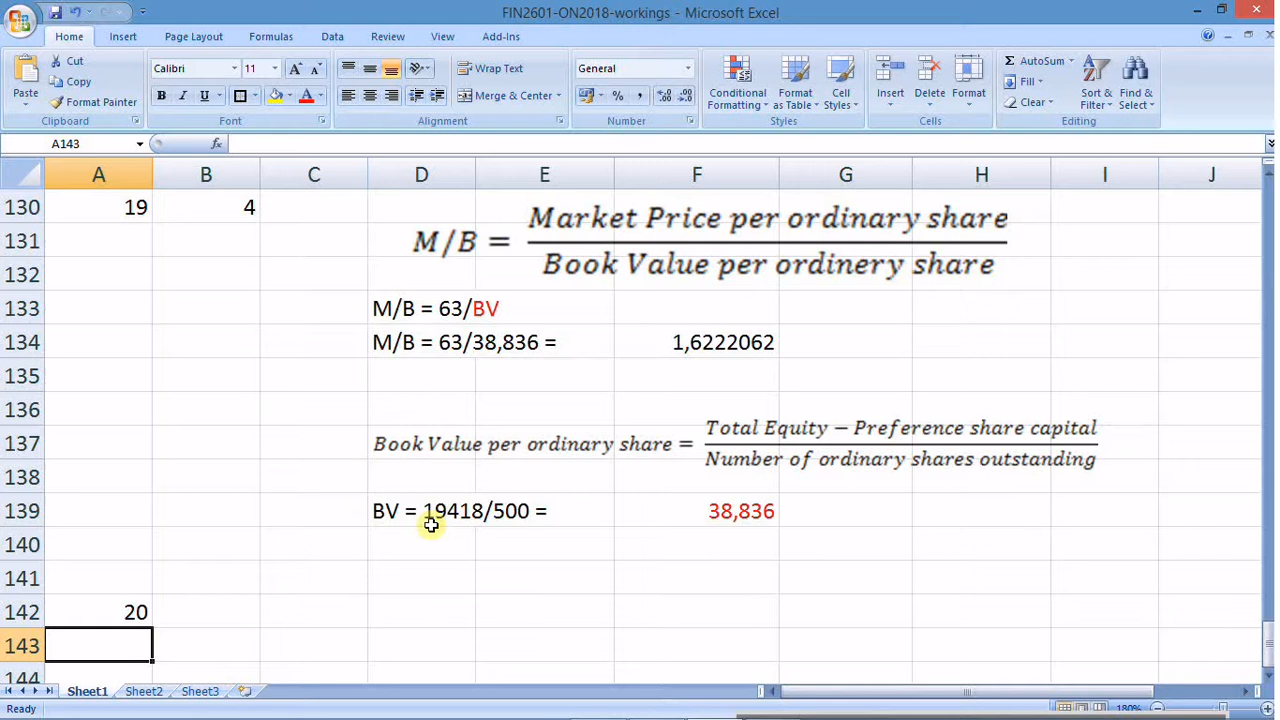 FIN2601-ON2018-workings - Microsoft Excel
Home Insert Page Layout Formulas Data Review View Add-Ins
Paste
Cut
Copy
Format Painter
Clipboard
Calibri 11
B I U
Font
Wrap Text
Merge & Center
Alignment
General
Number
Conditional Formatting
Format as Table
Cell Styles
Styles
Insert Delete Format
Cells
AutoSum
Fill
Clear
Sort & Filter
Find & Select
Editing
A143 fx
A B C D E F G H I J
130 19 4
131
132
M/B = Market Price per ordinary share
Book Value per ordinery share
133 M/B = 63/BV
134 M/B = 63/38,836 = 1,6222062
135
136
137 Book Value per ordinary share = Total Equity − Preference share capital
Number of ordinary shares outstanding
138
139 BV = 19418/500 = 38,836
140
141
142 20
143
144
Sheet1 Sheet2 Sheet3
Ready 180%